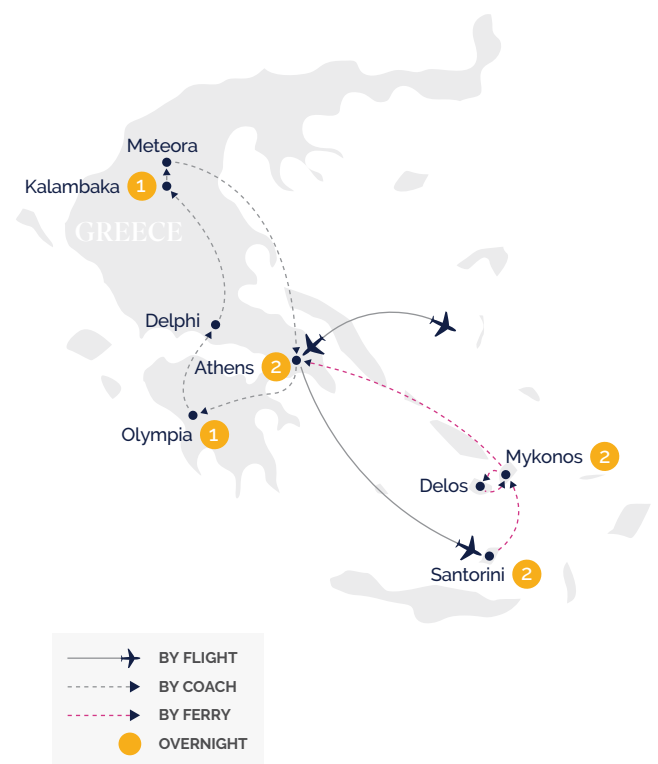 Meteora
Kalambaka 1
GREECE
Delphi
Athens 2
Olympia 1
Mykonos 2
Delos
Santorini 2
BY FLIGHT
BY COACH
BY FERRY
OVERNIGHT